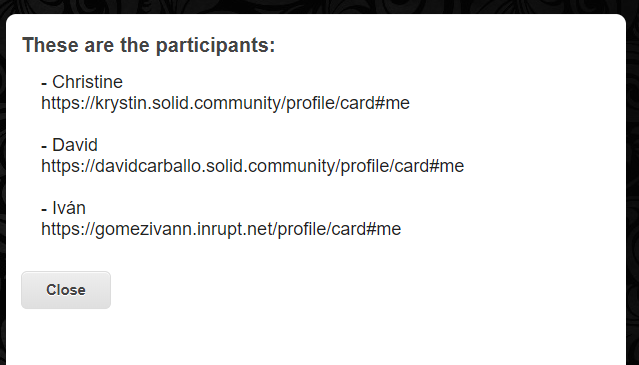 These are the participants:
- Christine
https://krystin.solid.community/profile/card#me
- David
https://davidcarballo.solid.community/profile/card#me
- Iván
https://gomezivann.inrupt.net/profile/card#me
Close